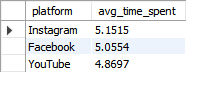 platform avg_time_spent
Instagram 5.1515
Facebook 5.0554
YouTube 4.8697